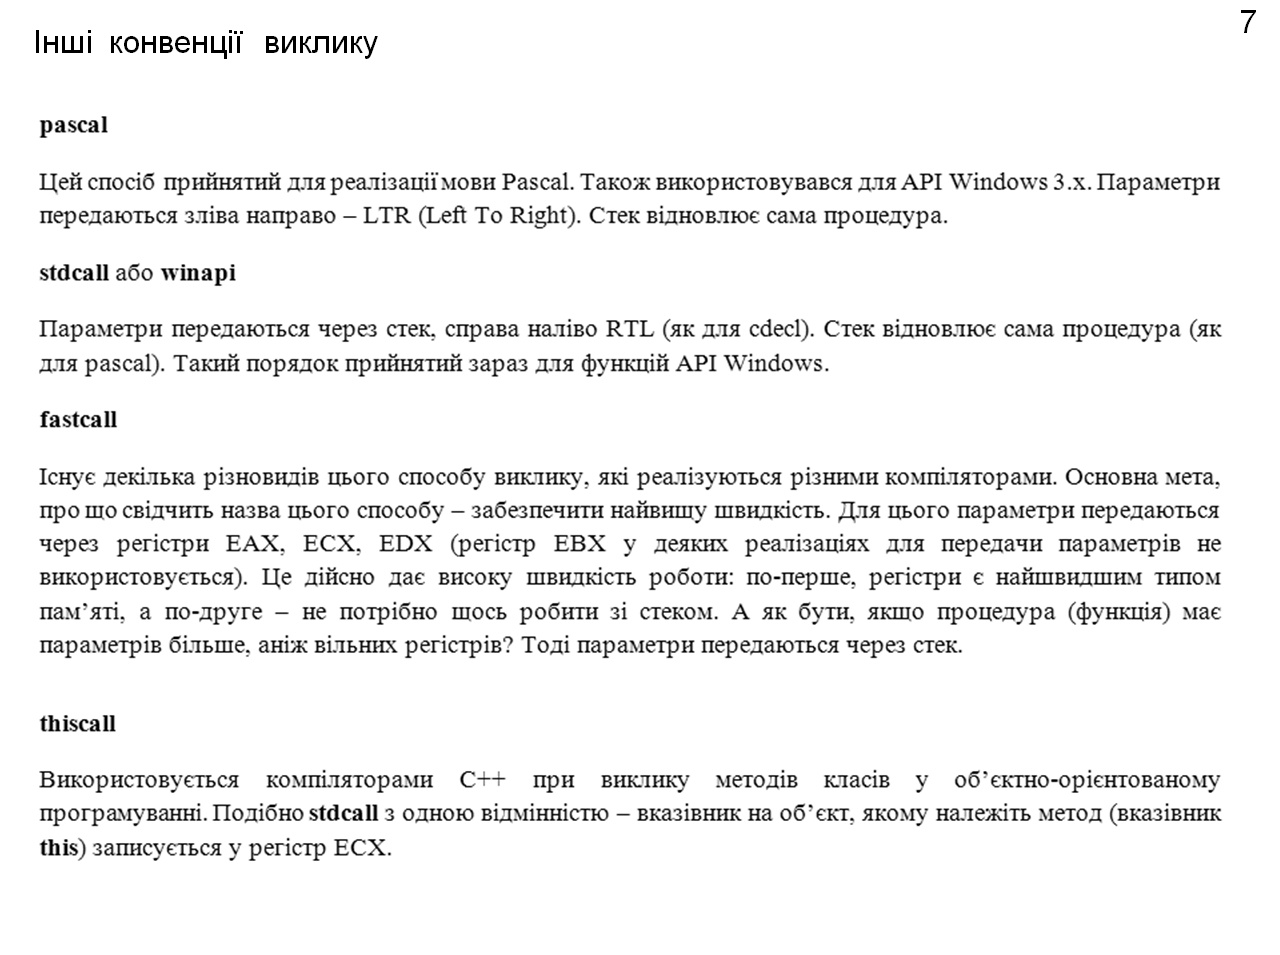 7
Інші конвенції виклику
pascal
Цей спосіб прийнятий для реалізації мови Pascal. Також використовувався для API Windows 3.x. Параметри
передаються зліва направо – LTR (Left To Right). Стек відновлює сама процедура.
stdcall або winapi
Параметри передаються через стек, справа наліво RTL (як для cdecl). Стек відновлює сама процедура (як
для pascal). Такий порядок прийнятий зараз для функцій API Windows.
fastcall
Існує декілька різновидів цього способу виклику, які реалізуються різними компіляторами. Основна мета,
про що свідчить назва цього способу – забезпечити найвищу швидкість. Для цього параметри передаються
через регістри EAX, ECX, EDX (регістр EBX у деяких реалізаціях для передачи параметрів не
використовується). Це дійсно дає високу швидкість роботи: по-перше, регістри є найшвидшим типом
пам’яті, а по-друге – не потрібно щось робити зі стеком. А як бути, якщо процедура (функція) має
параметрів більше, аніж вільних регістрів? Тоді параметри передаються через стек.
thiscall
Використовується компіляторами C++ при виклику методів класів у об’єктно-орієнтованому
програмуванні. Подібно stdcall з одною відмінністю – вказівник на об’єкт, якому належіть метод (вказівник
this) записується у регістр ECX.